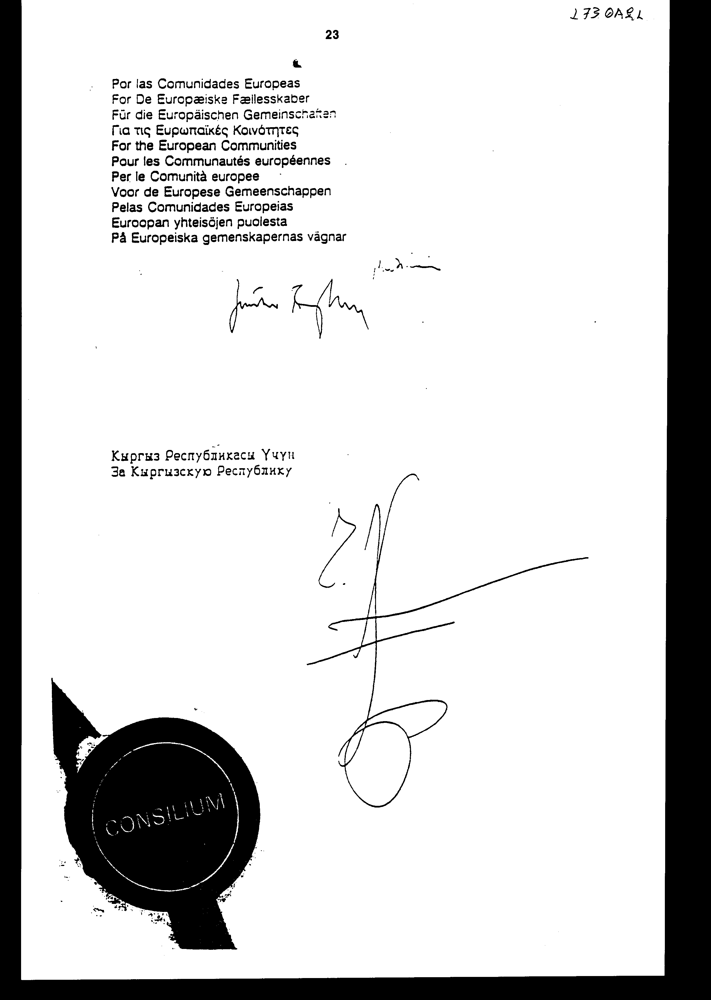 23
Por las Comunidades Europeas
For De Europæiske Fællesskaber
Für die Europäischen Gemeinschaften
Για τις Ευρωπαϊκές Κοινότητες
For the European Communities
Pour les Communautés européennes
Per le Comunità europee
Voor de Europese Gemeenschappen
Pelas Comunidades Europeias
Euroopan yhteisöjen puolesta
På Europeiska gemenskapernas vägnar
Кыргыз Республикасы Үчүн
За Кыргызскую Республику
CONSILIUM